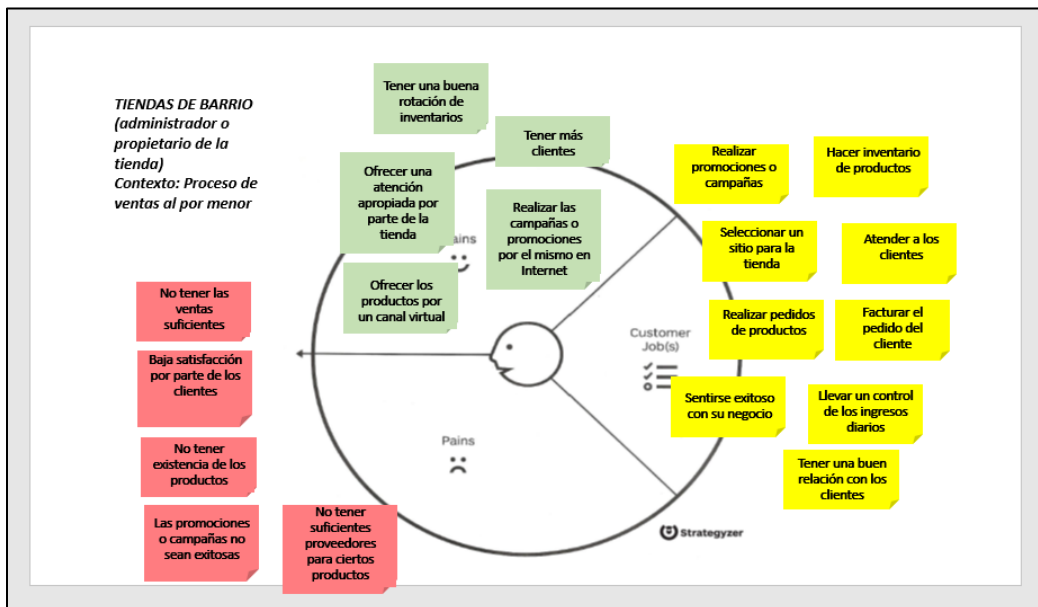 TIENDAS DE BARRIO
(administrador o
propietario de la
tienda)
Contexto: Proceso de
ventas al por menor
Tener una buena
rotación de
inventarios
Tener más
clientes
Ofrecer una
atención
apropiada por
parte de la
tienda
Realizar las
campañas o
promociones
por el mismo en
Internet
Ofrecer los
productos por
un canal virtual
ains
Realizar
promociones o
campañas
Hacer inventario
de productos
Seleccionar un
sitio para la
tienda
Atender a los
clientes
Realizar pedidos
de productos
Facturar el
pedido del
cliente
Customer
Job(s)
Sentirse exitoso
con su negocio
Llevar un control
de los ingresos
diarios
Tener una buen
relación con los
clientes
No tener las
ventas
suficientes
Baja satisfacción
por parte de los
clientes
No tener
existencia de los
productos
Las promociones
o campañas no
sean exitosas
No tener
suficientes
proveedores
para ciertos
productos
Pains
Strategyzer